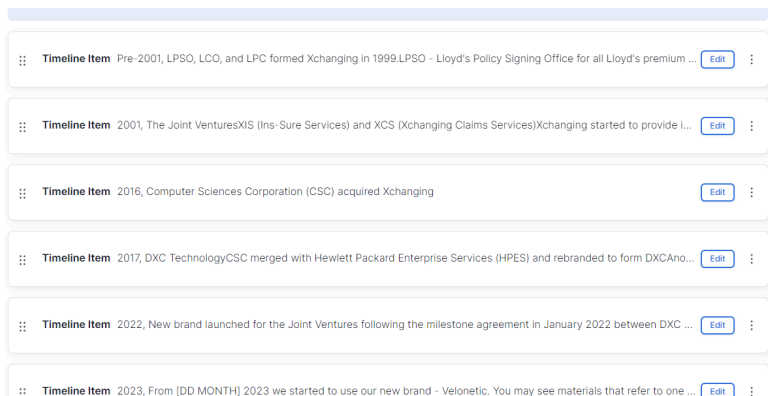 Timeline Item Pre-2001, LPSO, LCO, and LPC formed Xchanging in 1999.LPSO - Lloyd's Policy Signing Office for all Lloyd's premium ... Edit
Timeline Item 2001, The Joint VenturesXIS (Ins-Sure Services) and XCS (Xchanging Claims Services)Xchanging started to provide i... Edit
Timeline Item 2016, Computer Sciences Corporation (CSC) acquired Xchanging Edit
Timeline Item 2017, DXC TechnologyCSC merged with Hewlett Packard Enterprise Services (HPES) and rebranded to form DXCAno... Edit
Timeline Item 2022, New brand launched for the Joint Ventures following the milestone agreement in January 2022 between DXC ... Edit
Timeline Item 2023, From [DD MONTH] 2023 we started to use our new brand - Velonetic. You may see materials that refer to one ... Edit